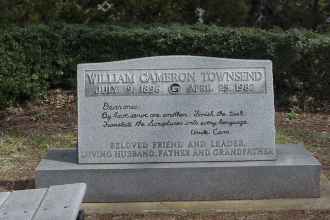 WILLIAM CAMERON TOWNSEND
JULY 9, 1896 APRIL 23, 1982
Dear ones:
By love serve one another. Finish the task.
Translate the Scriptures into every language.
Uncle Cam
BELOVED FRIEND AND LEADER,
LOVING HUSBAND, FATHER AND GRANDFATHER